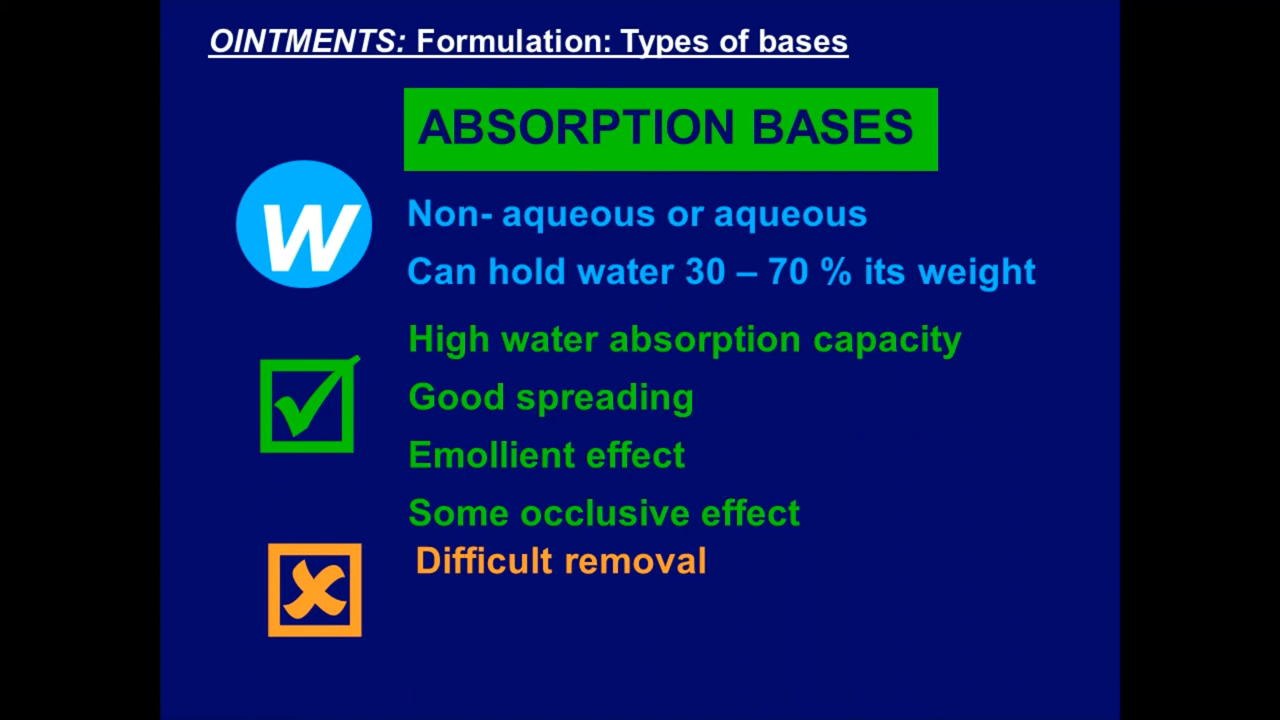 OINTMENTS: Formulation: Types of bases
ABSORPTION BASES
W
Non- aqueous or aqueous
Can hold water 30 – 70 % its weight
High water absorption capacity
Good spreading
Emollient effect
Some occlusive effect
Difficult removal